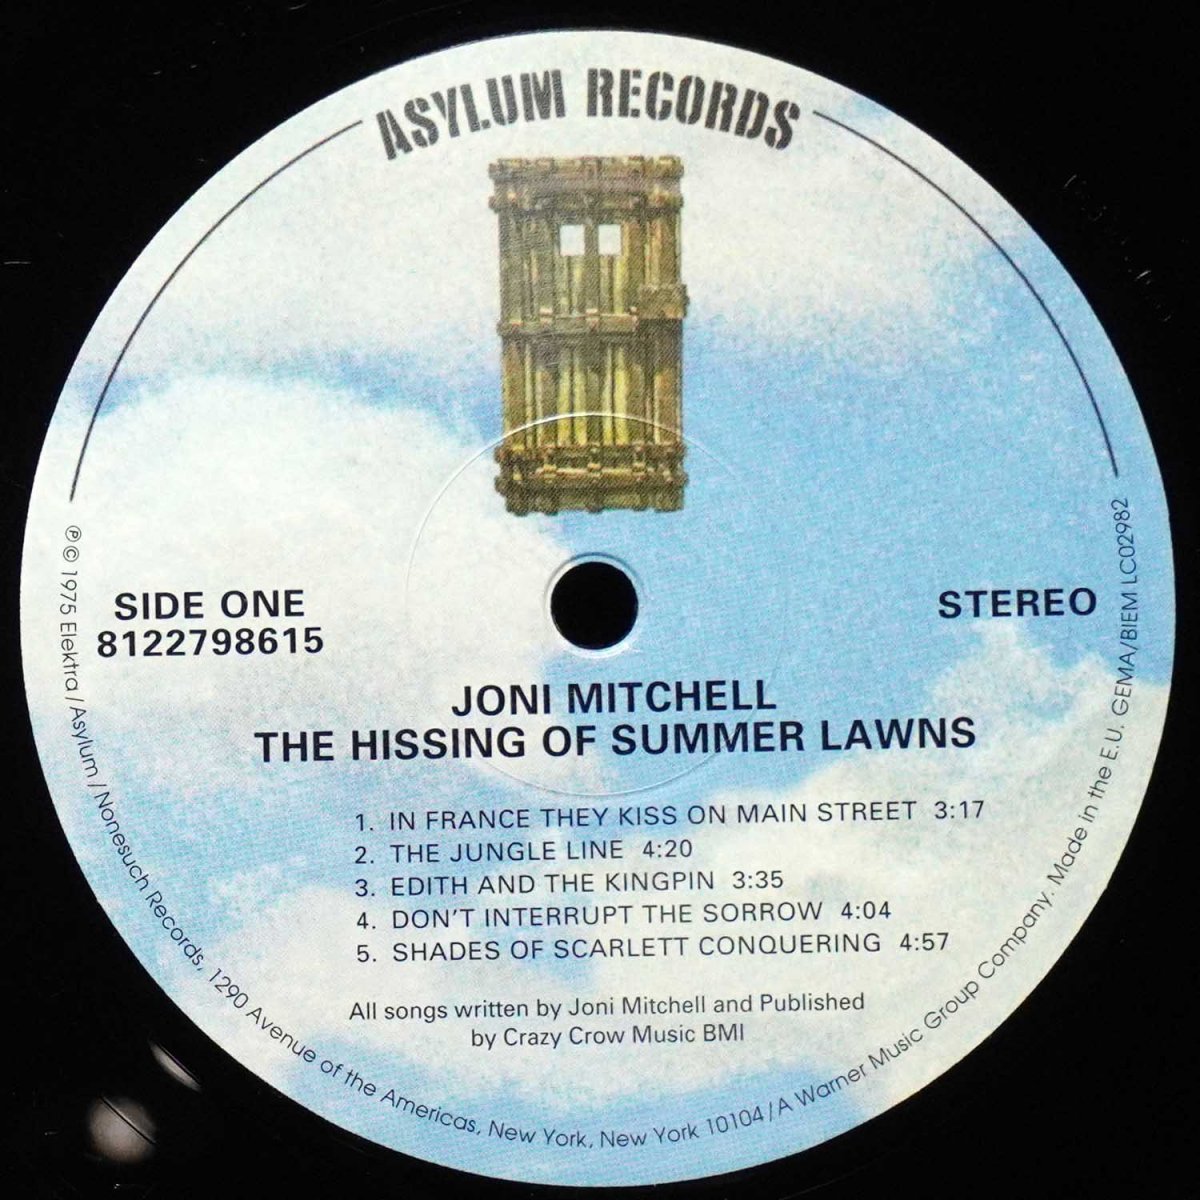 ASYLUM RECORDS
SIDE ONE
8122798615
STEREO
JONI MITCHELL
THE HISSING OF SUMMER LAWNS
1. IN FRANCE THEY KISS ON MAIN STREET 3:17
2. THE JUNGLE LINE 4:20
3. EDITH AND THE KINGPIN 3:35
4. DON'T INTERRUPT THE SORROW 4:04
5. SHADES OF SCARLETT CONQUERING 4:57
All songs written by Joni Mitchell and Published
by Crazy Crow Music BMI
℗ © 1975 Elektra/Asylum/Nonesuch Records, 1290 Avenue of the Americas, New York, New York 10104/A Warner Music Group Company. Made in the E.U. GEMA/BIEM LC02982